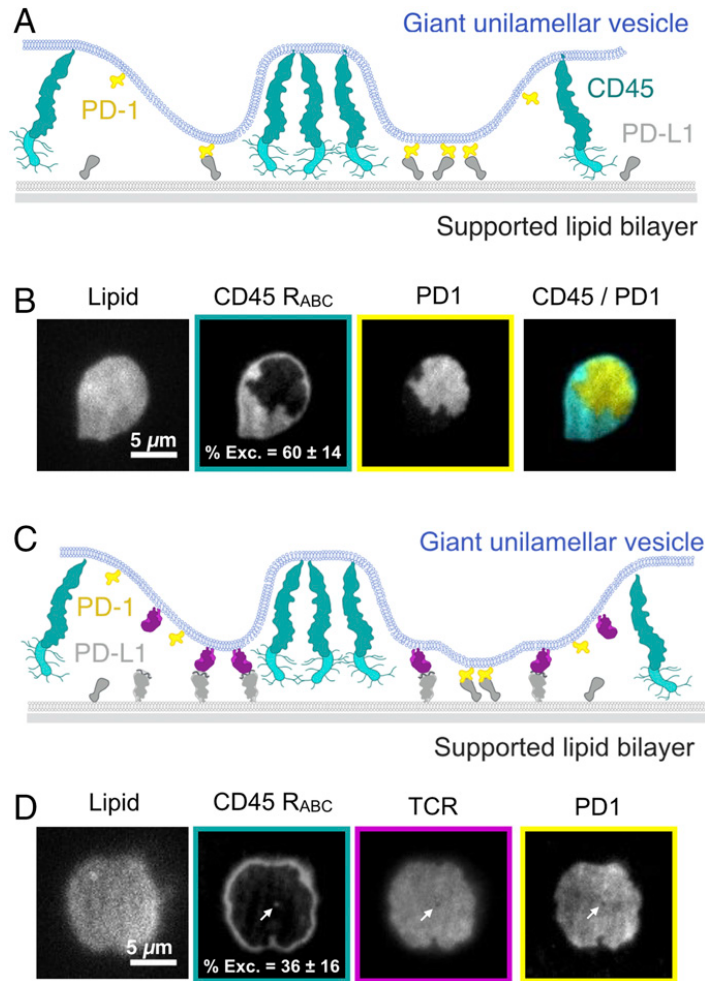 A
Giant unilamellar vesicle
PD-1
CD45
PD-L1
Supported lipid bilayer
B
Lipid
CD45 RABC
PD1
CD45 / PD1
5 µm
% Exc. = 60 ± 14
C
Giant unilamellar vesicle
PD-1
PD-L1
Supported lipid bilayer
D
Lipid
CD45 RABC
TCR
PD1
5 µm
% Exc. = 36 ± 16